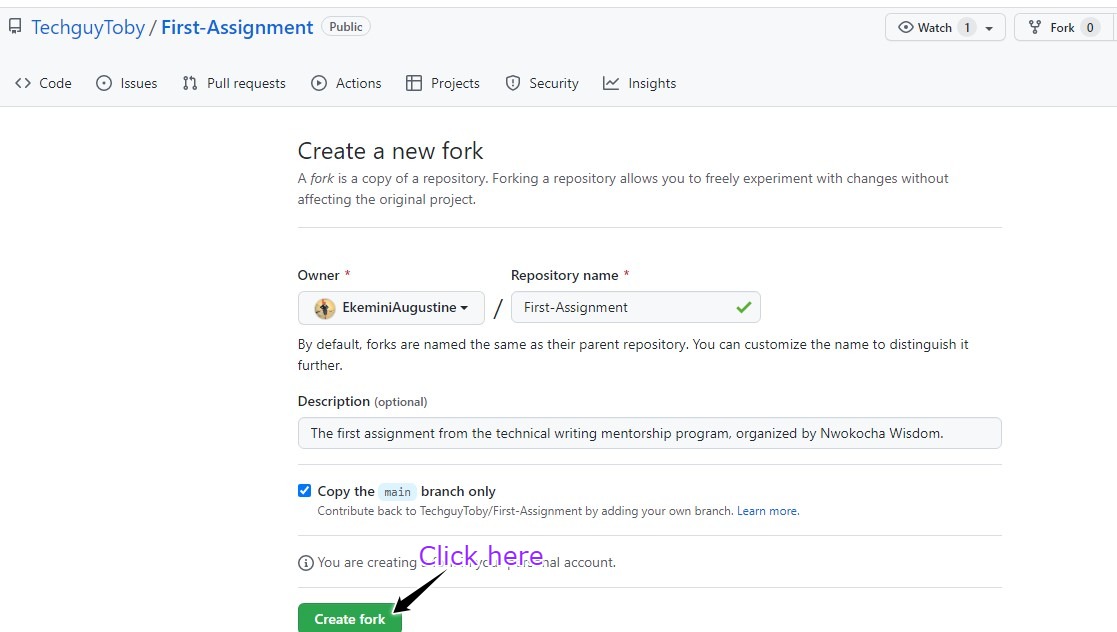 TechguyToby / First-Assignment Public Watch 1 Fork 0
Code Issues Pull requests Actions Projects Security Insights
Create a new fork
A fork is a copy of a repository. Forking a repository allows you to freely experiment with changes without
affecting the original project.
Owner * Repository name *
EkeminiAugustine / First-Assignment
By default, forks are named the same as their parent repository. You can customize the name to distinguish it
further.
Description (optional)
The first assignment from the technical writing mentorship program, organized by Nwokocha Wisdom.
Copy the main branch only
Contribute back to TechguyToby/First-Assignment by adding your own branch. Learn more.
Click here
You are creating account.
Create fork